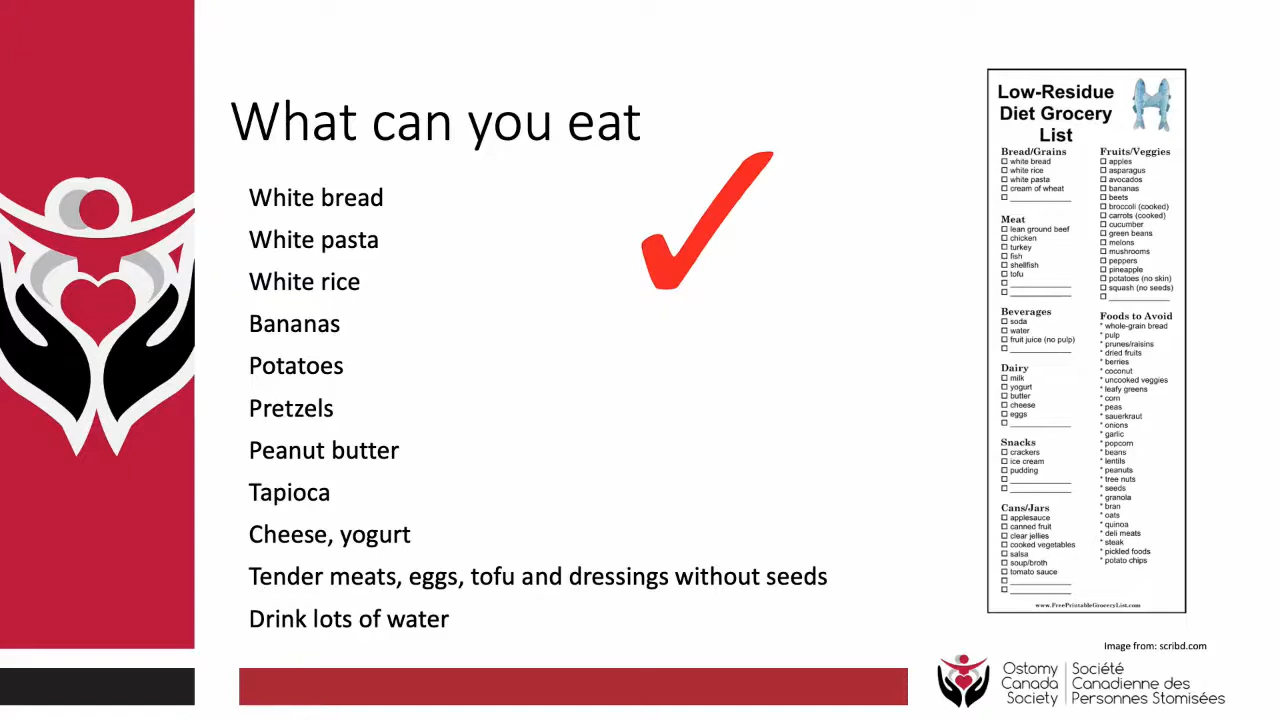 What can you eat
White bread
White pasta
White rice
Bananas
Potatoes
Pretzels
Peanut butter
Tapioca
Cheese, yogurt
Tender meats, eggs, tofu and dressings without seeds
Drink lots of water
Low-Residue
Diet Grocery
List
Bread/Grains
white bread
white rice
white pasta
cream of wheat
Meat
lean ground beef
chicken
turkey
fish
shellfish
tofu
Beverages
soda
water
fruit juice (no pulp)
Dairy
milk
yogurt
butter
cheese
eggs
Snacks
crackers
ice cream
pudding
Cans/Jars
applesauce
canned fruit
clear jellies
cooked vegetables
salsa
soup/broth
tomato sauce
Fruits/Veggies
apples
asparagus
avocados
bananas
beets
broccoli (cooked)
carrots (cooked)
cucumber
green beans
melons
mushrooms
peppers
pineapple
potatoes (no skin)
squash (no seeds)
Foods to Avoid
* whole-grain bread
* pulp
* prunes/raisins
* dried fruits
* berries
* coconut
* uncooked veggies
* leafy greens
* corn
* peas
* sauerkraut
* onions
* garlic
* popcorn
* beans
* lentils
* peanuts
* tree nuts
* seeds
* granola
* bran
* oats
* quinoa
* deli meats
* steak
* pickled foods
* potato chips
www.FreePrintableGroceryList.com
Image from: scribd.com
Ostomy
Canada
Society
Société
Canadienne des
Personnes Stomisées